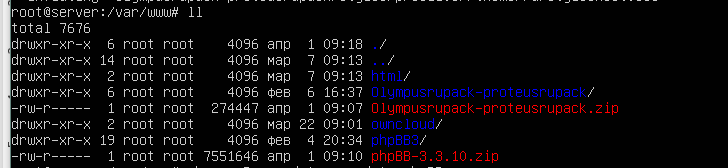 root@server:/var/www# ll
total 7676
drwxr-xr-x  6 root root    4096 апр  1 09:18 ./
drwxr-xr-x 14 root root    4096 мар  7 09:13 ../
drwxr-xr-x  2 root root    4096 мар  7 09:13 html/
drwxr-xr-x  6 root root    4096 фев  6 16:37 Olympusrupack-proteusrupack/
-rw-r-----  1 root root  274447 апр  1 09:07 Olympusrupack-proteusrupack.zip
drwxr-xr-x  2 root root    4096 мар 22 09:01 owncloud/
drwxr-xr-x 19 root root    4096 фев  4 20:34 phpBB3/
-rw-r-----  1 root root 7551646 апр  1 09:10 phpBB-3.3.10.zip